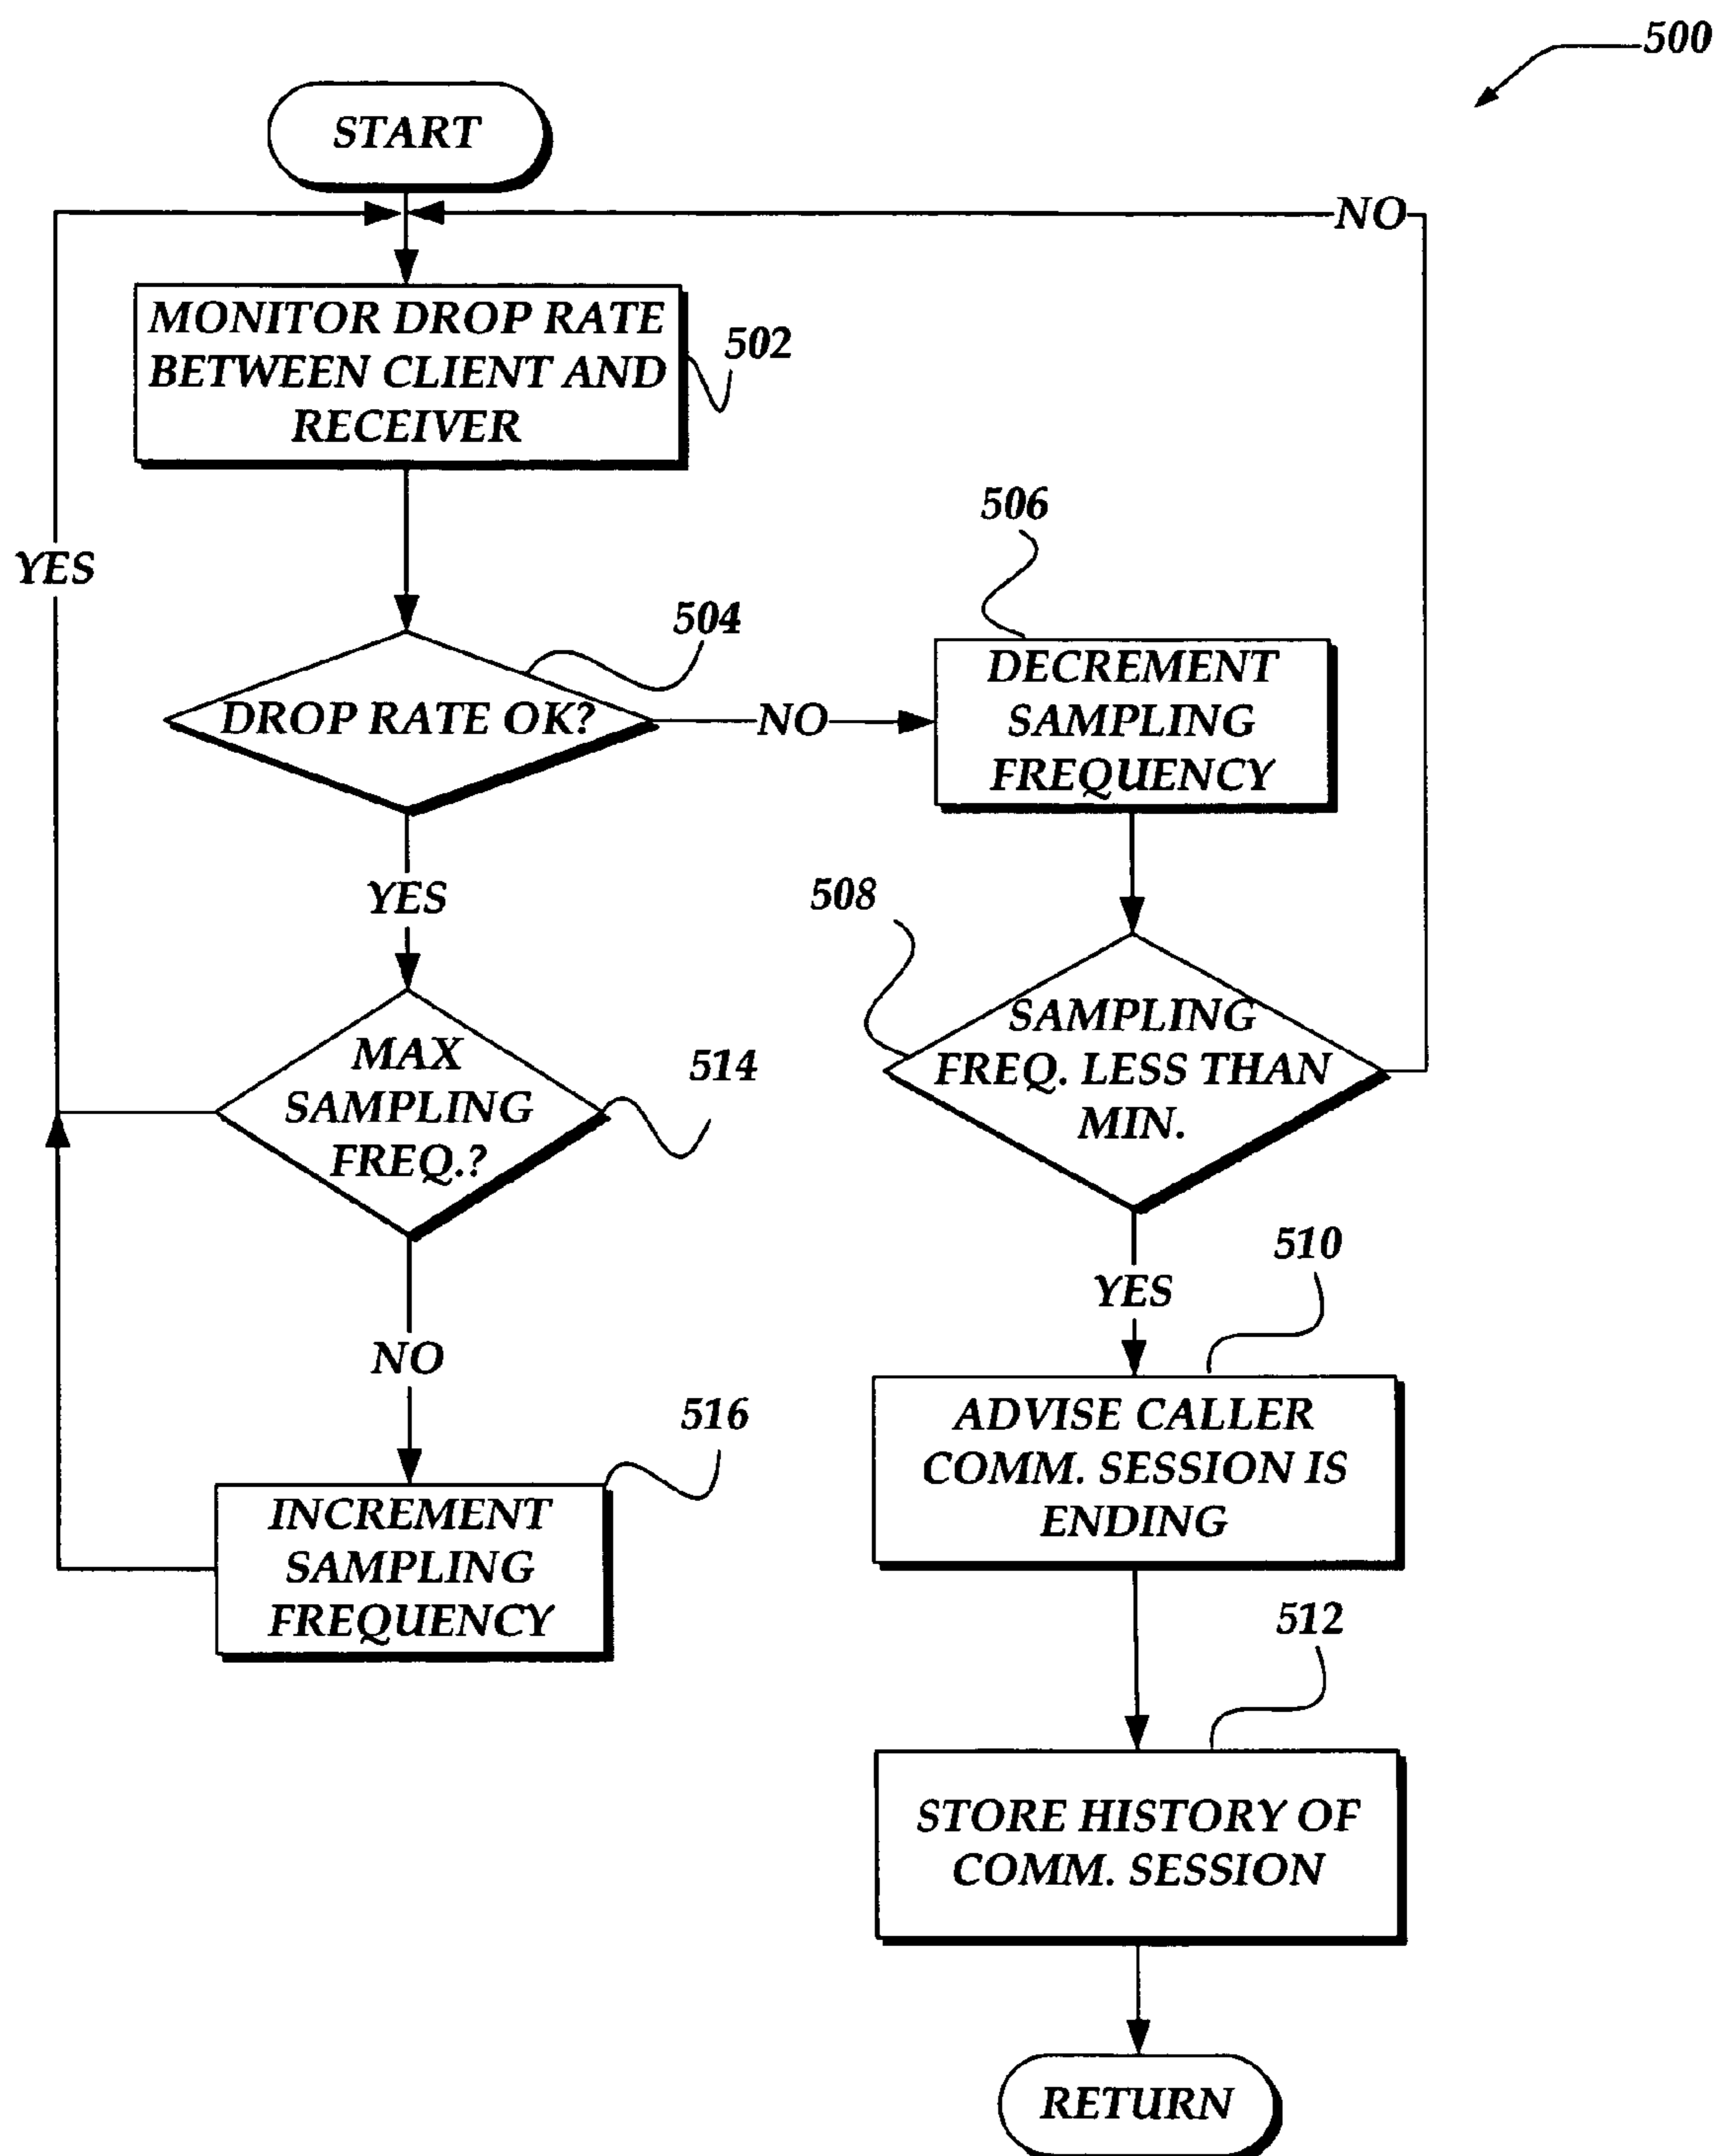 500
START
NO
MONITOR DROP RATE
BETWEEN CLIENT AND
RECEIVER
502
YES
506
504
DROP RATE OK?
NO
DECREMENT
SAMPLING
FREQUENCY
YES
508
SAMPLING
FREQ. LESS THAN
MIN.
MAX
SAMPLING
FREQ.?
514
YES
510
NO
ADVISE CALLER
COMM. SESSION IS
ENDING
516
INCREMENT
SAMPLING
FREQUENCY
512
STORE HISTORY OF
COMM. SESSION
RETURN